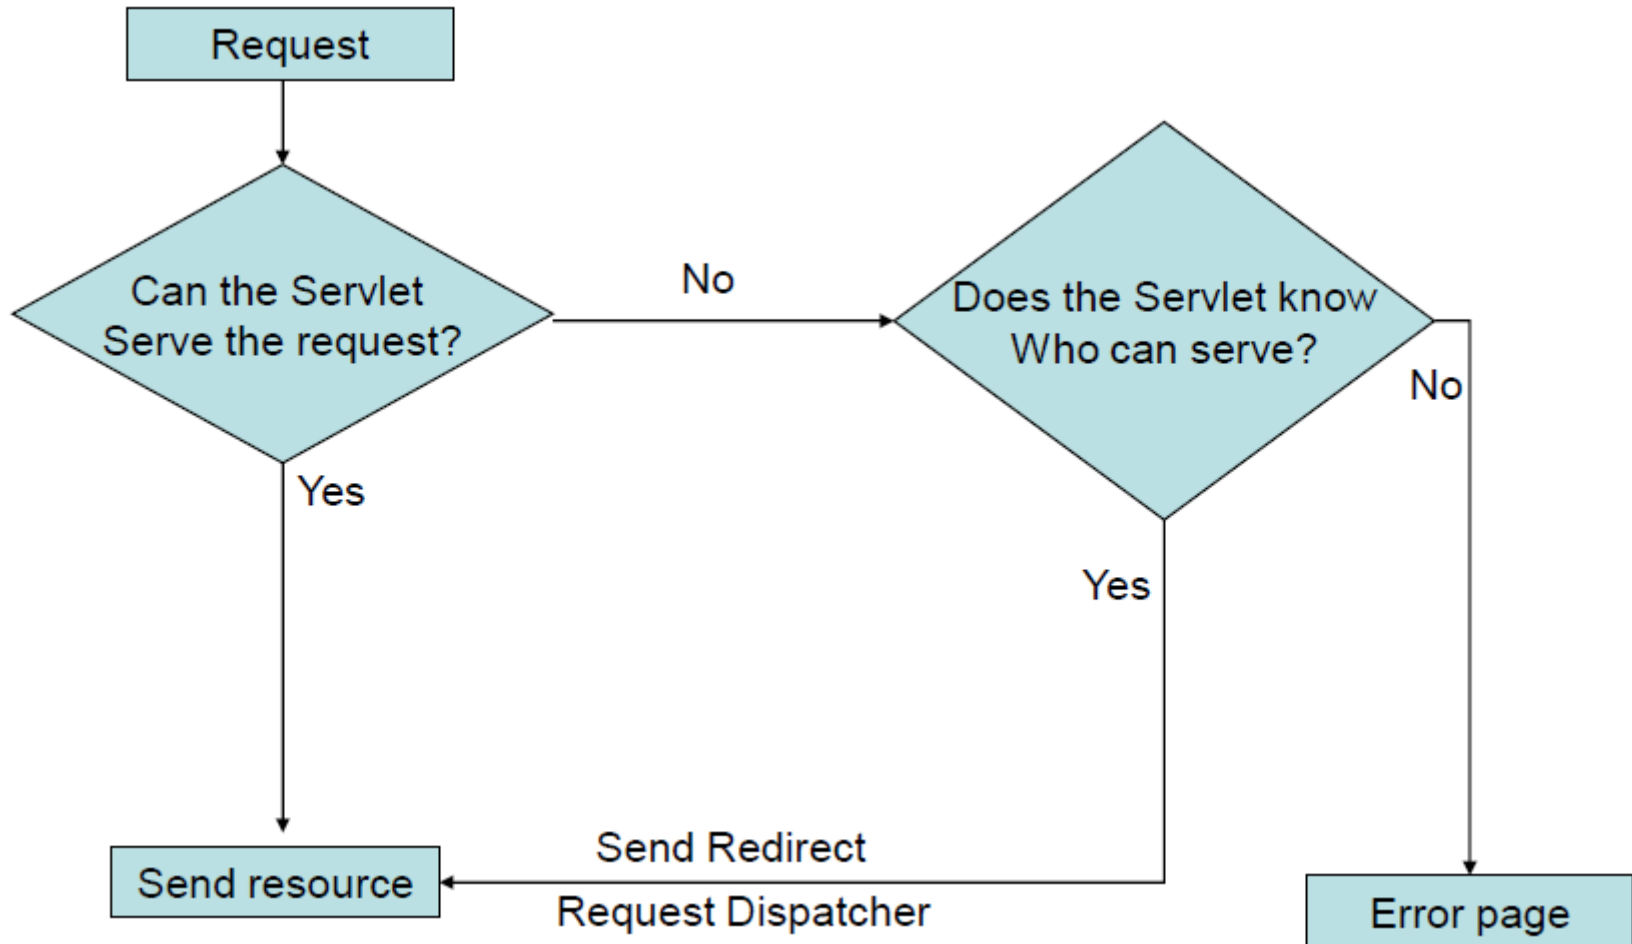 Request
Can the Servlet
Serve the request?
No
Does the Servlet know
Who can serve?
No
Yes
Yes
Send Redirect
Send resource
Request Dispatcher
Error page